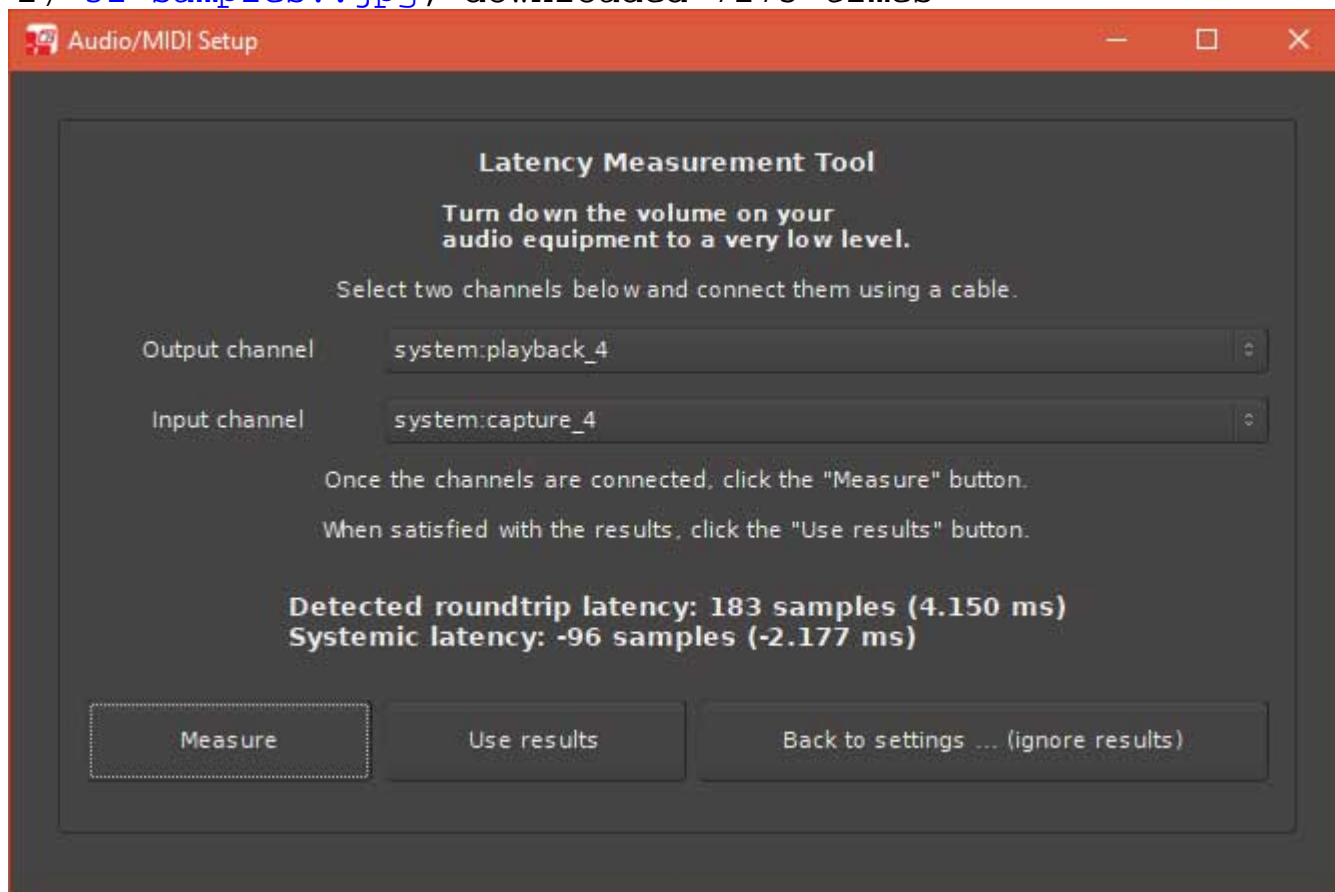 Audio/MIDI Setup
Latency Measurement Tool
Turn down the volume on your
audio equipment to a very low level.
Select two channels below and connect them using a cable.
Output channel system:playback_4
Input channel system:capture_4
Once the channels are connected, click the "Measure" button.
When satisfied with the results, click the "Use results" button.
Detected roundtrip latency: 183 samples (4.150 ms)
Systemic latency: -96 samples (-2.177 ms)
Measure Use results Back to settings ... (ignore results)